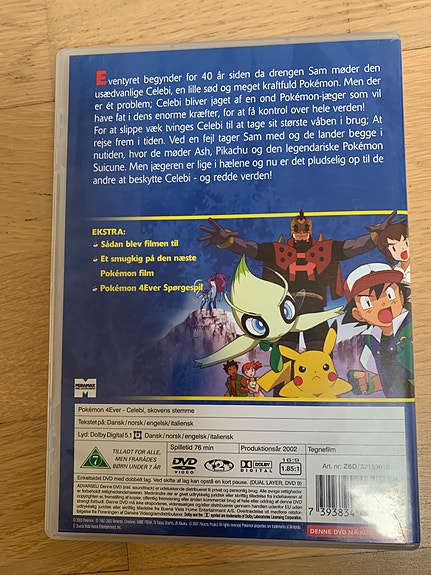 Eventyret begynder for 40 år siden da drengen Sam møder den
usædvanlige Celebi, en lille sød og meget kraftfuld Pokémon. Men der
er ét problem; Celebi bliver jaget af en ond Pokémon-jæger som vil
have fat i dens enorme kræfter, for at få kontrol over hele verden!
For at slippe væk tvinges Celebi til at tage sit største våben i brug; At
rejse frem i tiden. Ved en fejl tager Sam med og de lander begge i
nutiden, hvor de møder Ash, Pikachu og den legendariske Pokémon
Suicune. Men jægeren er lige i hælene og nu er det pludselig op til de
andre at beskytte Celebi - og redde verden!
EKSTRA:
Sådan blev filmen til
Et smugkig på den næste
Pokémon film
Pokémon 4Ever Spørgespil
MIRAMAX
Pokémon 4Ever - Celebi, skovens stemme
Tekstet på: Dansk/norsk/engelsk/italiensk
Lyd: Dolby Digital 5.1 Dansk/norsk/engelsk/italiensk
Spilletid 76 min Produktionsår 2002 Tegnefilm
7 TILLADT FOR ALLE,
MEN FRARÅDES
BØRN UNDER 7 ÅR
DVD VIDEO 2 DOLBY DIGITAL 16:9 1.85:1
Art. nr: Z6D
Enkeltsidet DVD med dobbelt lag. Ved skifte af lag kan opstå en kort pause. (DUAL LAYER, DVD 9)
DENNE DVD MÅ